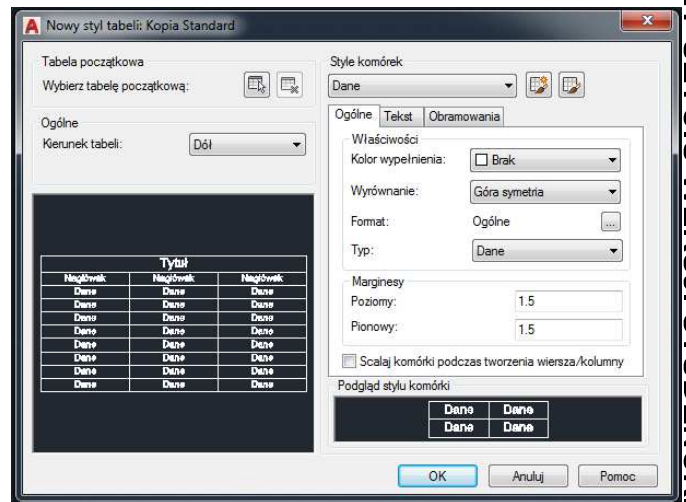 Nowy styl tabeli: Kopia Standard
Tabela początkowa
Wybierz tabelę początkową:
Ogólne
Kierunek tabeli: Dół
Tytuł
Nagłówek Nagłówek Nagłówek
Dane Dane Dane
Dane Dane Dane
Dane Dane Dane
Dane Dane Dane
Dane Dane Dane
Dane Dane Dane
Dane Dane Dane
Dane Dane Dane
Style komórek
Dane
Ogólne Tekst Obramowania
Właściwości
Kolor wypełnienia: Brak
Wyrównanie: Góra symetria
Format: Ogólne ...
Typ: Dane
Marginesy
Poziomy: 1.5
Pionowy: 1.5
Scalaj komórki podczas tworzenia wiersza/kolumny
Podgląd stylu komórki
Dane Dane
Dane Dane
OK Anuluj Pomoc